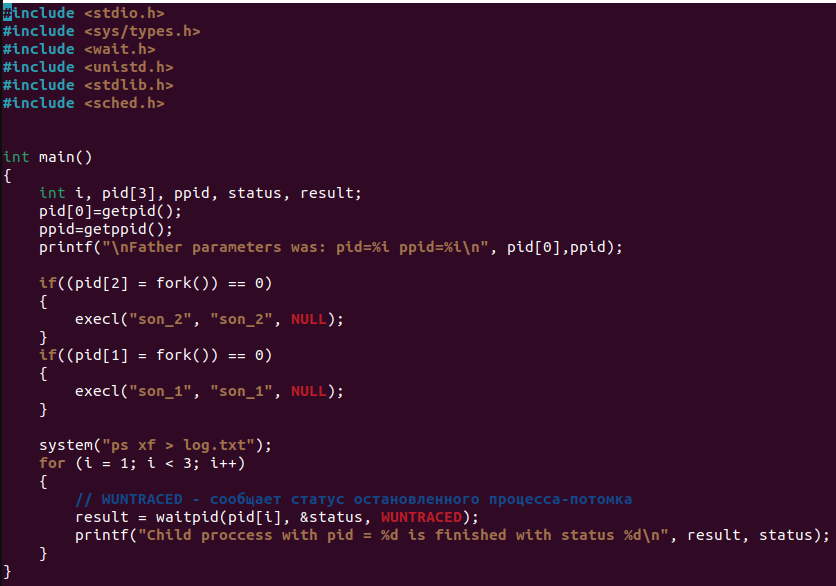 #include <stdio.h>
#include <sys/types.h>
#include <wait.h>
#include <unistd.h>
#include <stdlib.h>
#include <sched.h>
int main()
{
    int i, pid[3], ppid, status, result;
    pid[0]=getpid();
    ppid=getppid();
    printf("\nFather parameters was: pid=%i ppid=%i\n", pid[0],ppid);
    if((pid[2] = fork()) == 0)
    {
        execl("son_2", "son_2", NULL);
    }
    if((pid[1] = fork()) == 0)
    {
        execl("son_1", "son_1", NULL);
    }
    system("ps xf > log.txt");
    for (i = 1; i < 3; i++)
    {
        // WUNTRACED - сообщает статус остановленного процесса-потомка
        result = waitpid(pid[i], &status, WUNTRACED);
        printf("Child proccess with pid = %d is finished with status %d\n", result, status);
    }
}